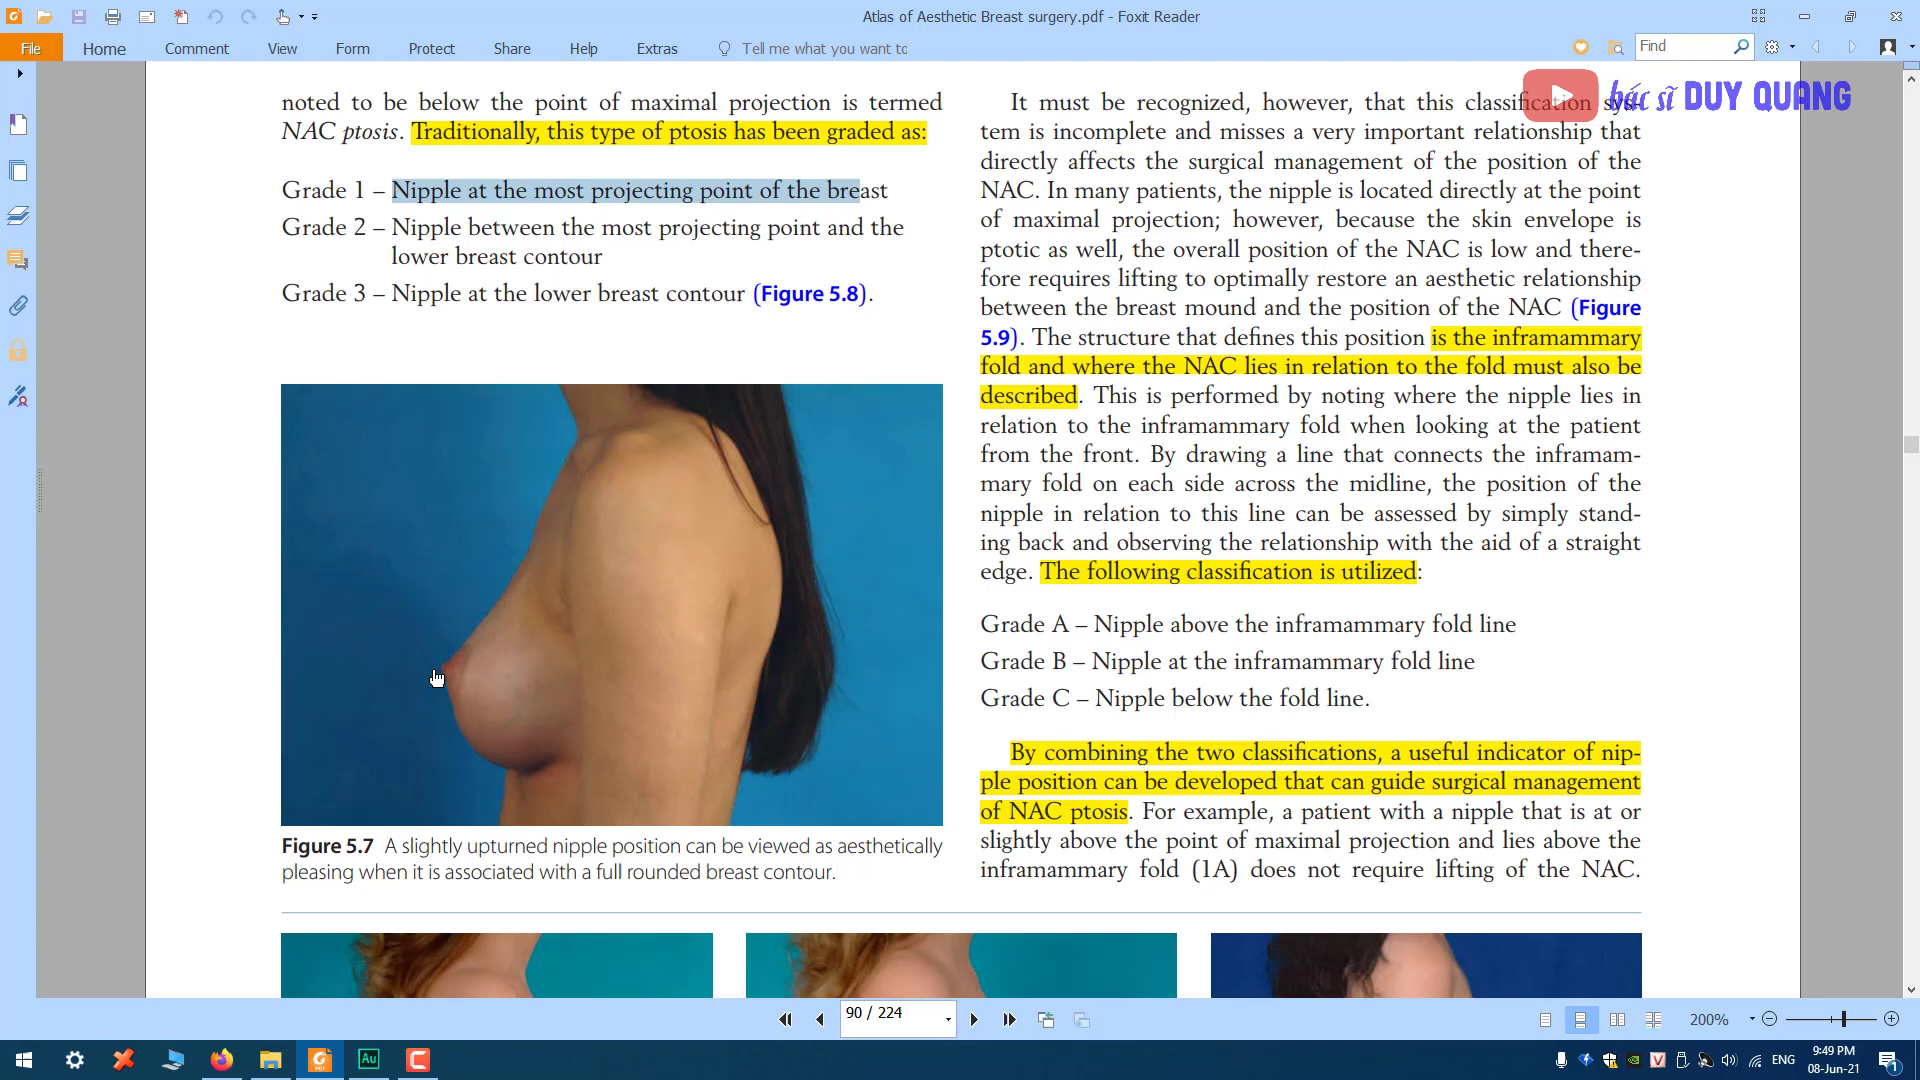 Atlas of Aesthetic Breast surgery.pdf - Foxit Reader
File Home Comment View Form Protect Share Help Extras Tell me what you want to Find
bác sĩ DUY QUANG
noted to be below the point of maximal projection is termed
NAC ptosis. Traditionally, this type of ptosis has been graded as:
Grade 1 – Nipple at the most projecting point of the breast
Grade 2 – Nipple between the most projecting point and the
lower breast contour
Grade 3 – Nipple at the lower breast contour (Figure 5.8).
Figure 5.7 A slightly upturned nipple position can be viewed as aesthetically
pleasing when it is associated with a full rounded breast contour.
It must be recognized, however, that this classification sys-
tem is incomplete and misses a very important relationship that
directly affects the surgical management of the position of the
NAC. In many patients, the nipple is located directly at the point
of maximal projection; however, because the skin envelope is
ptotic as well, the overall position of the NAC is low and there-
fore requires lifting to optimally restore an aesthetic relationship
between the breast mound and the position of the NAC (Figure
5.9). The structure that defines this position is the inframammary
fold and where the NAC lies in relation to the fold must also be
described. This is performed by noting where the nipple lies in
relation to the inframammary fold when looking at the patient
from the front. By drawing a line that connects the inframam-
mary fold on each side across the midline, the position of the
nipple in relation to this line can be assessed by simply stand-
ing back and observing the relationship with the aid of a straight
edge. The following classification is utilized:
Grade A – Nipple above the inframammary fold line
Grade B – Nipple at the inframammary fold line
Grade C – Nipple below the fold line.
By combining the two classifications, a useful indicator of nip-
ple position can be developed that can guide surgical management
of NAC ptosis. For example, a patient with a nipple that is at or
slightly above the point of maximal projection and lies above the
inframammary fold (1A) does not require lifting of the NAC.
90 / 224
200%
Au
ENG
9:49 PM
08-Jun-21
1